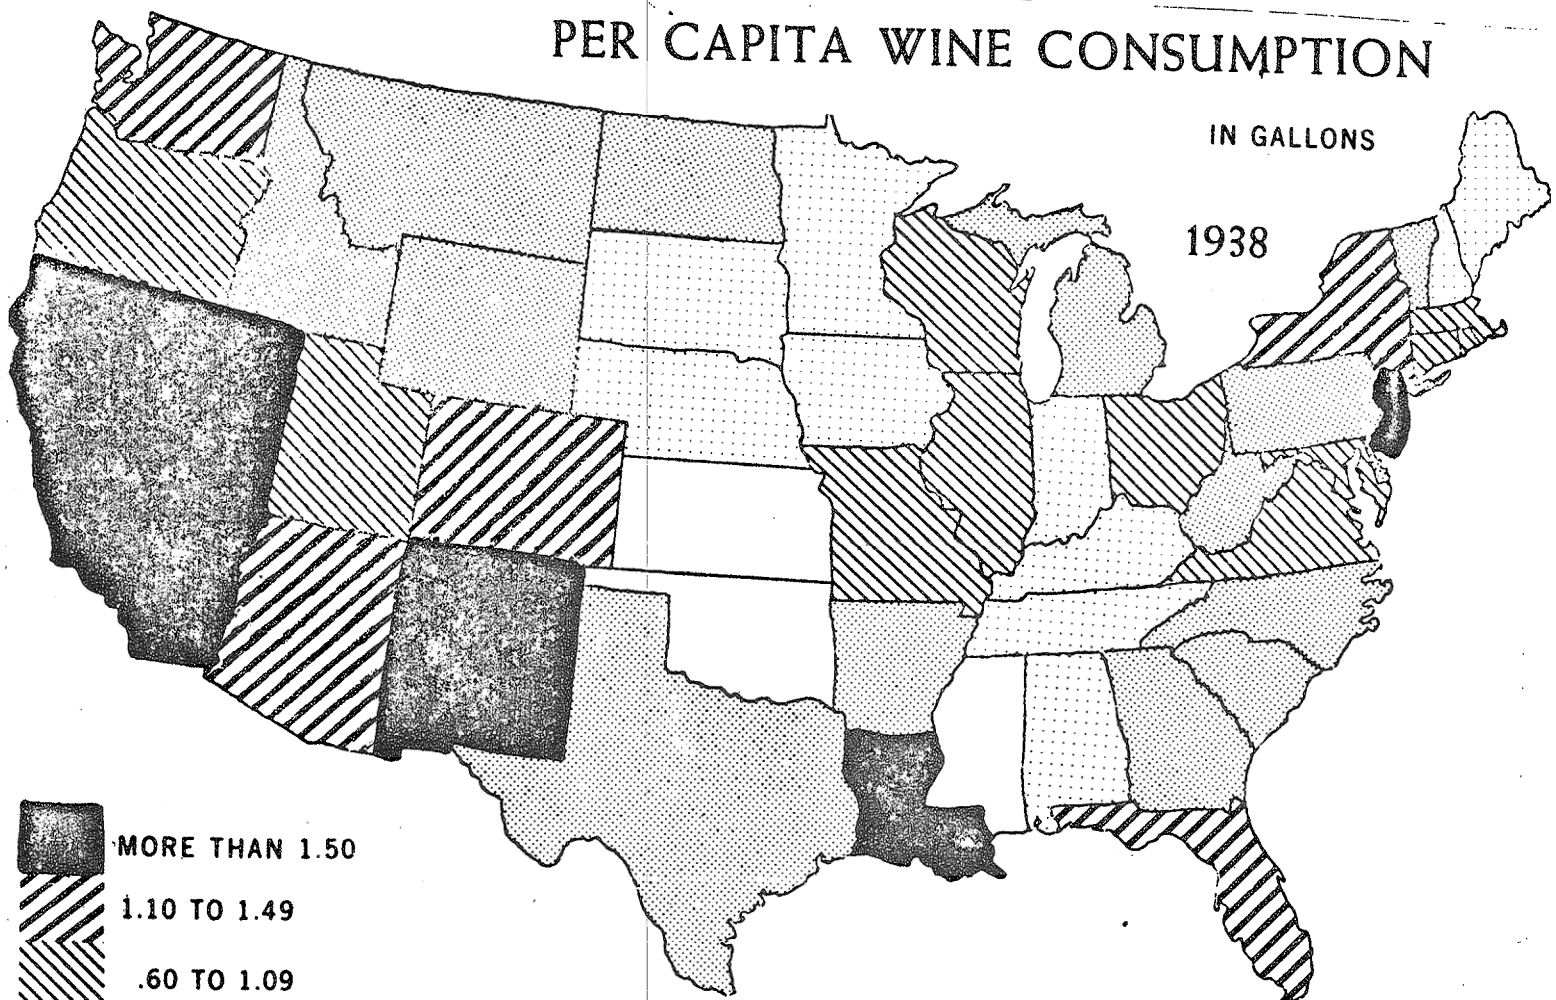 PER CAPITA WINE CONSUMPTION
IN GALLONS
1938
MORE THAN 1.50
1.10 TO 1.49
.60 TO 1.09